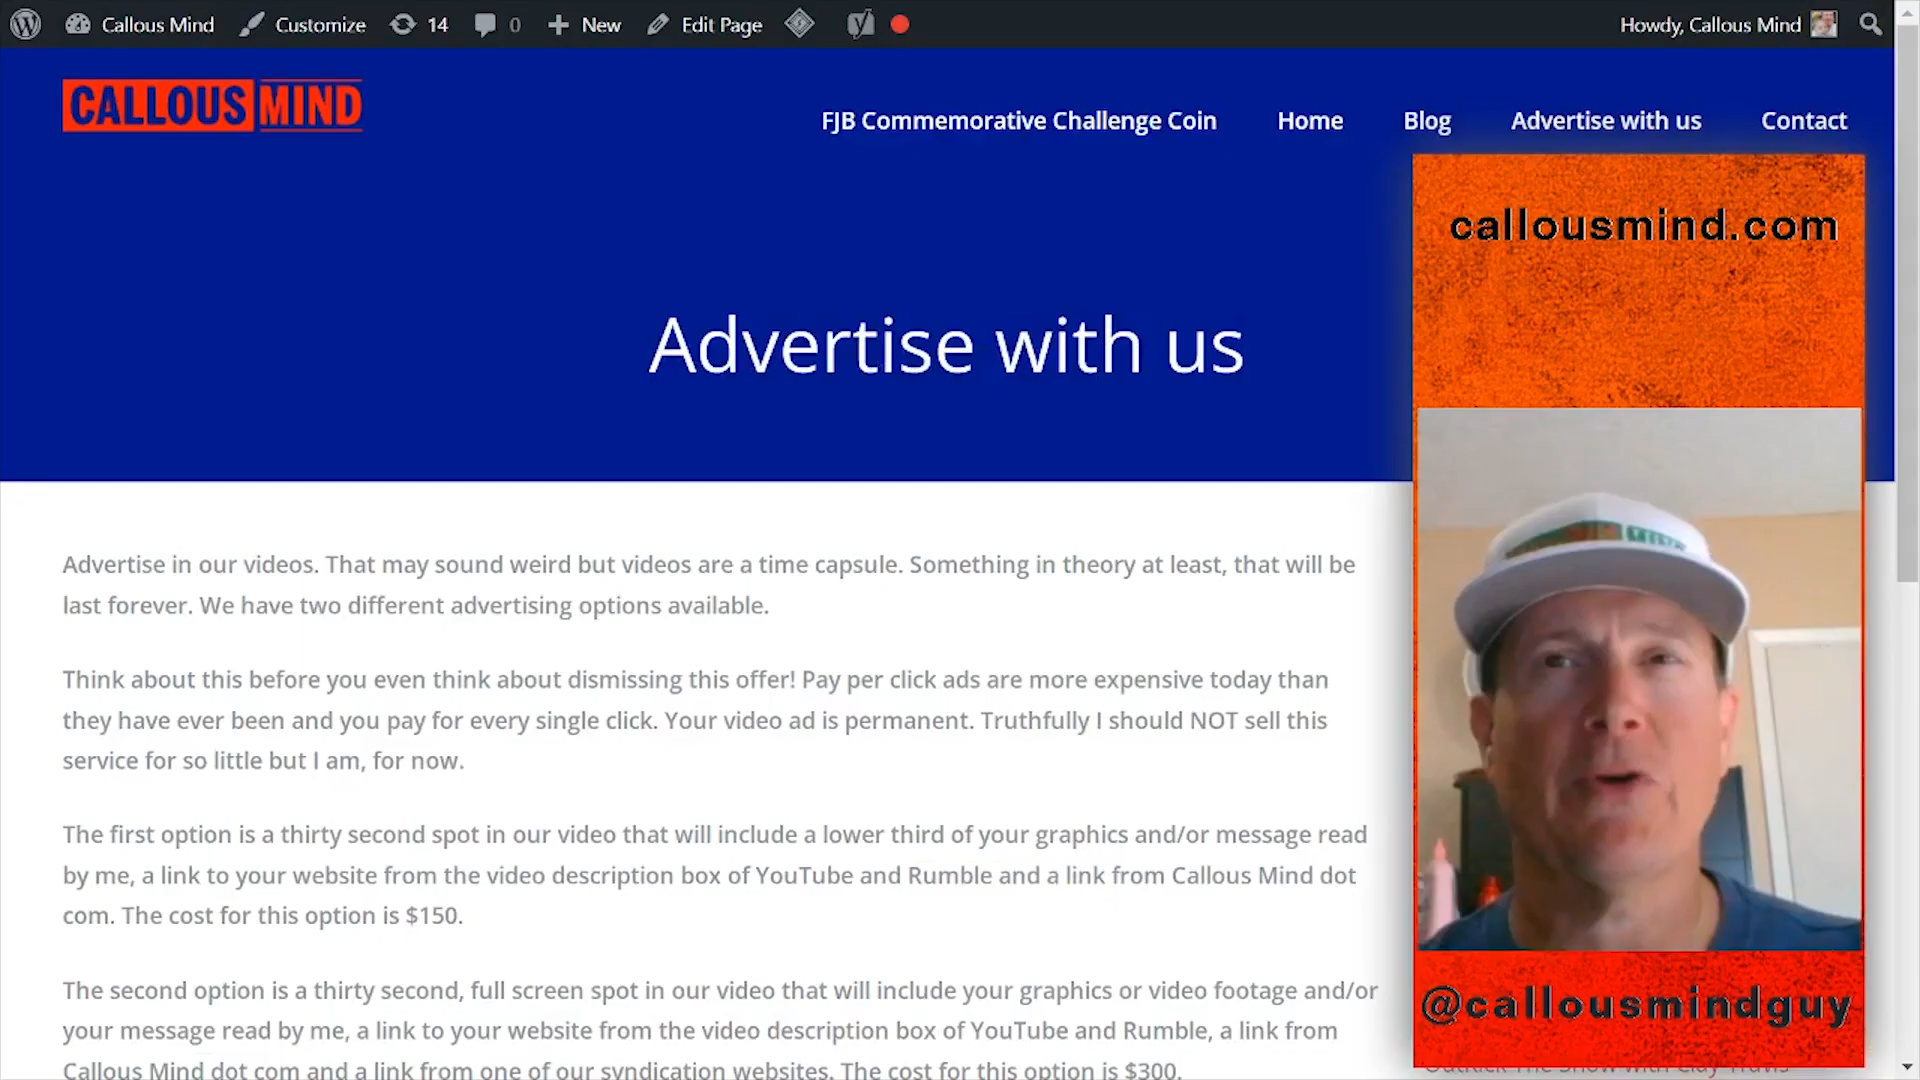 Callous Mind
Customize
14
0
New
Edit Page
Howdy, Callous Mind
CALLOUS MIND
FJB Commemorative Challenge Coin
Home
Blog
Advertise with us
Contact
callousmind.com
Advertise with us
Advertise in our videos. That may sound weird but videos are a time capsule. Something in theory at least, that will be
last forever. We have two different advertising options available.
Think about this before you even think about dismissing this offer! Pay per click ads are more expensive today than
they have ever been and you pay for every single click. Your video ad is permanent. Truthfully I should NOT sell this
service for so little but I am, for now.
The first option is a thirty second spot in our video that will include a lower third of your graphics and/or message read
by me, a link to your website from the video description box of YouTube and Rumble and a link from Callous Mind dot
com. The cost for this option is $150.
The second option is a thirty second, full screen spot in our video that will include your graphics or video footage and/or
your message read by me, a link to your website from the video description box of YouTube and Rumble, a link from
Callous Mind dot com and a link from one of our syndication websites. The cost for this option is $300.
@callousmindguy
OutKick The Show with Clay Travis